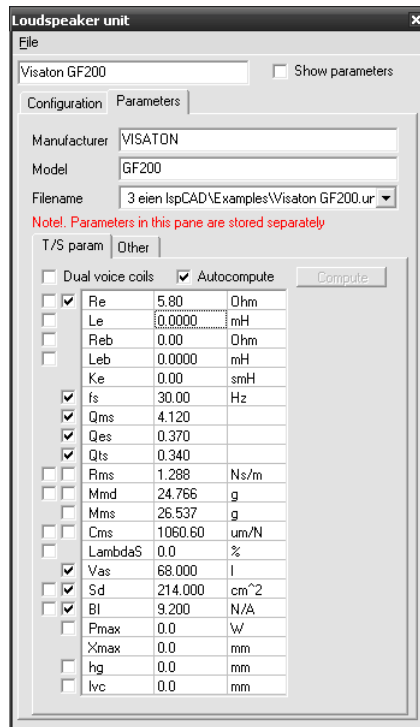 Loudspeaker unit
File
Visaton GF200
Show parameters
Configuration Parameters
Manufacturer VISATON
Model GF200
Filename 3 eien lspCAD\Examples\Visaton GF200.ur
Note!. Parameters in this pane are stored separately
T/S param Other
Dual voice coils Autocompute Compute
Re 5.80 Ohm
Le 0.0000 mH
Reb 0.00 Ohm
Leb 0.0000 mH
Ke 0.00 smH
fs 30.00 Hz
Qms 4.120
Qes 0.370
Qts 0.340
Rms 1.288 Ns/m
Mmd 24.766 g
Mms 26.537 g
Cms 1060.60 um/N
LambdaS 0.0 %
Vas 68.000 l
Sd 214.000 cm^2
Bl 9.200 N/A
Pmax 0.0 W
Xmax 0.0 mm
hg 0.0 mm
lvc 0.0 mm